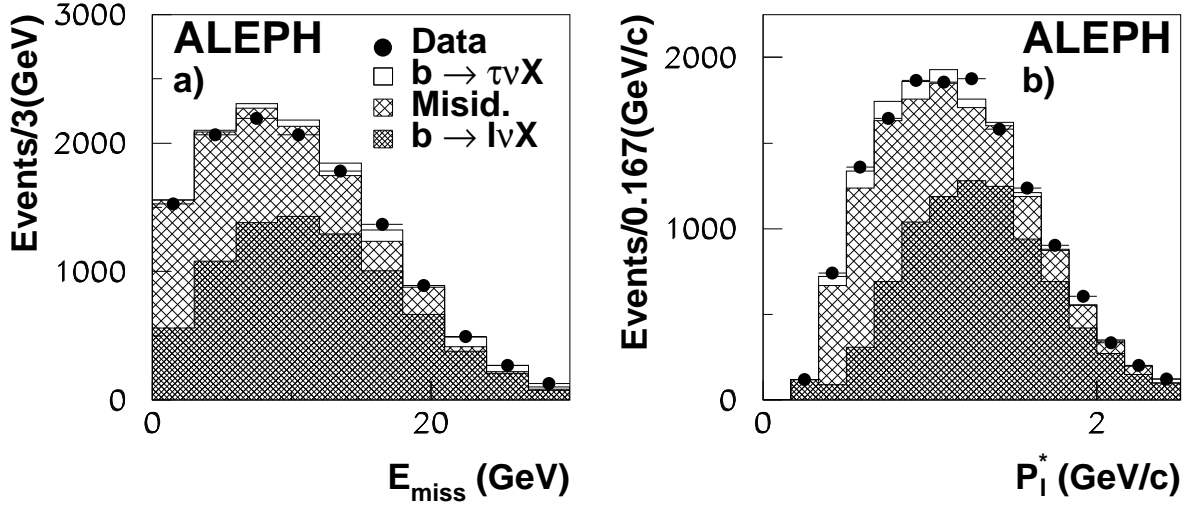 Events/3(GeV)
3000
2000
1000
0
ALEPH
a)
Data
b → τνX
Misid.
b → lνX
0
20
E_miss (GeV)
Events/0.167(GeV/c)
2000
1000
0
ALEPH
b)
0
2
P_l^* (GeV/c)